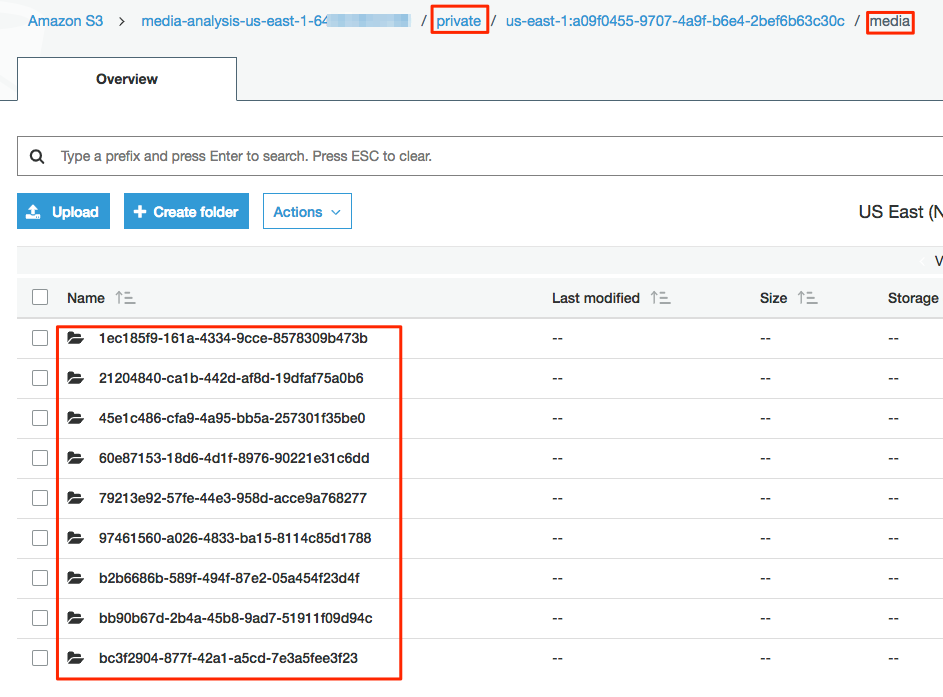 Amazon S3 > media-analysis-us-east-1-64 / private / us-east-1:a09f0455-9707-4a9f-b6e4-2bef6b63c30c / media
Overview
Type a prefix and press Enter to search. Press ESC to clear.
Upload + Create folder Actions US East (N
V
Name Last modified Size Storage
1ec185f9-161a-4334-9cce-8578309b473b -- -- --
21204840-ca1b-442d-af8d-19dfaf75a0b6 -- -- --
45e1c486-cfa9-4a95-bb5a-257301f35be0 -- -- --
60e87153-18d6-4d1f-8976-90221e31c6dd -- -- --
79213e92-57fe-44e3-958d-acce9a768277 -- -- --
97461560-a026-4833-ba15-8114c85d1788 -- -- --
b2b6686b-589f-494f-87e2-05a454f23d4f -- -- --
bb90b67d-2b4a-45b8-9ad7-51911f09d94c -- -- --
bc3f2904-877f-42a1-a5cd-7e3a5fee3f23 -- -- --